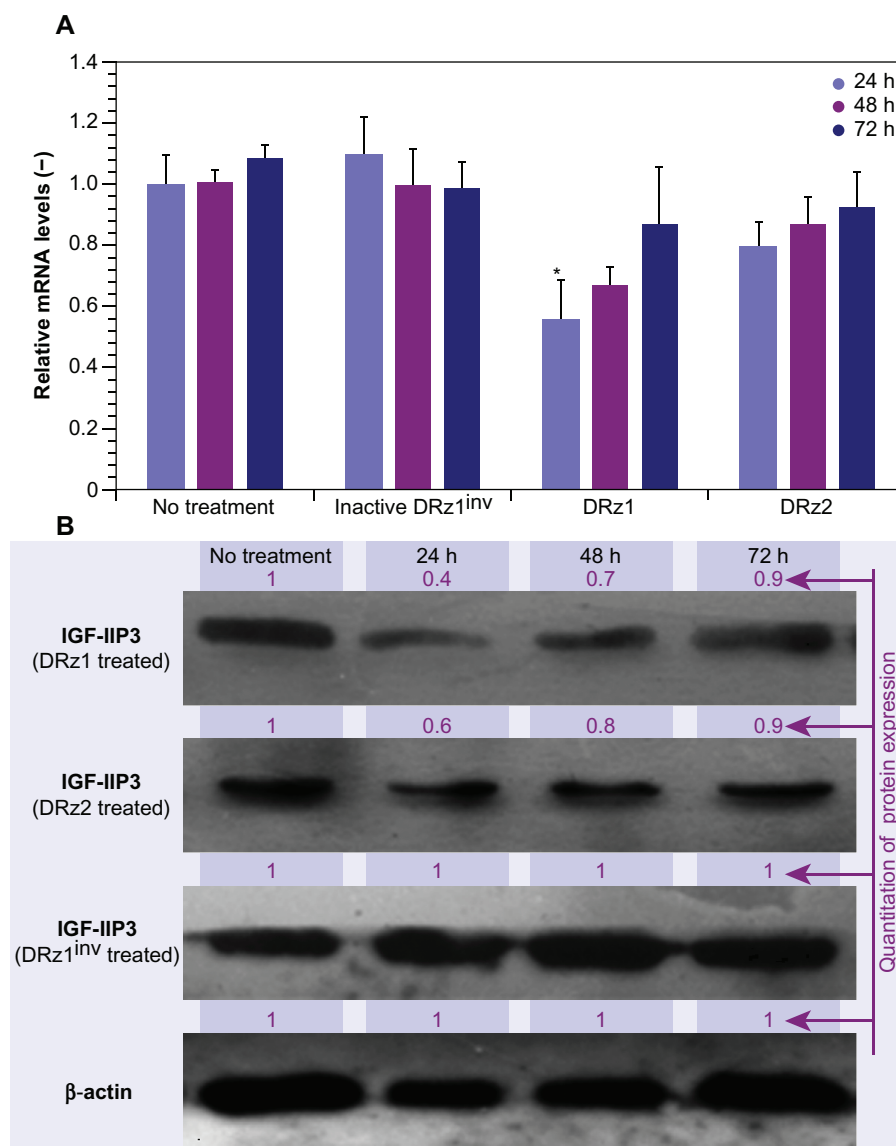 A
Relative mRNA levels (–)
1.4
1.2
1.0
0.8
0.6
0.4
0.2
0
24 h
48 h
72 h
*
No treatment
Inactive DRz1inv
DRz1
DRz2
B
No treatment 24 h 48 h 72 h
1 0.4 0.7 0.9
IGF-IIP3
(DRz1 treated)
1 0.6 0.8 0.9
IGF-IIP3
(DRz2 treated)
1 1 1 1
IGF-IIP3
(DRz1inv treated)
1 1 1 1
β-actin
Quantitation of protein expression